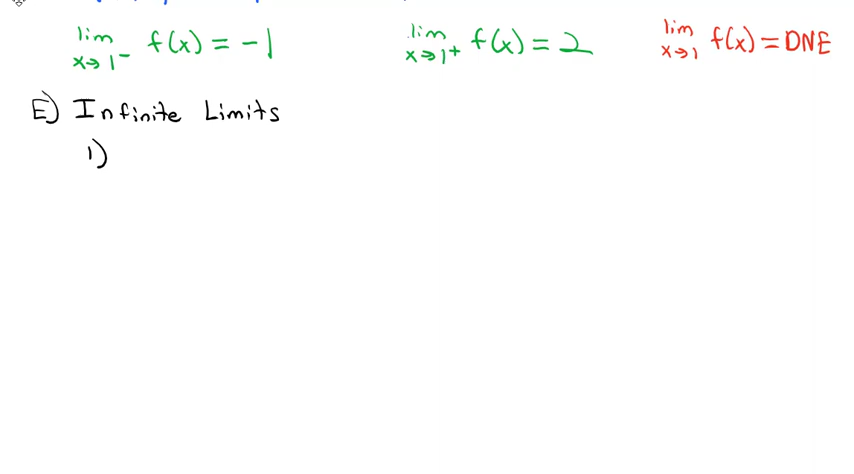 lim x→1⁻ f(x) = -1 lim x→1⁺ f(x) = 2 lim x→1 f(x) = DNE
E) Infinite Limits
1)